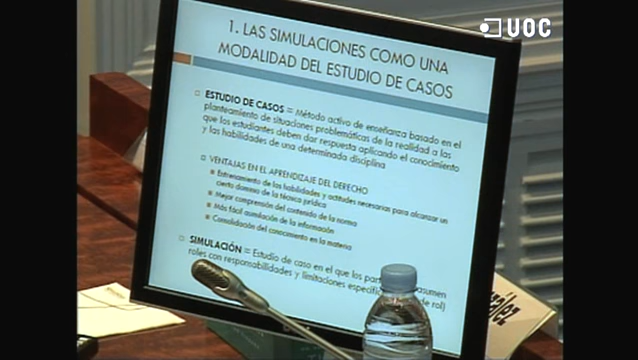 UOC
1. LAS SIMULACIONES COMO UNA
MODALIDAD DEL ESTUDIO DE CASOS
ESTUDIO DE CASOS = Método activo de enseñanza basado en el
planteamiento de situaciones problemáticas de la realidad a las
que los estudiantes deben dar respuesta aplicando el conocimiento
y las habilidades de una determinada disciplina
VENTAJAS EN EL APRENDIZAJE DEL DERECHO
Entrenamiento de las habilidades y actitudes necesarias para alcanzar un
cierto dominio de la técnica jurídica
Mejor comprensión del contenido de la norma
Más fácil asimilación de la información
Consolidación del conocimiento en la materia
SIMULACIÓN = Estudio de caso en el que los asumen
roles con responsabilidades y limitaciones de rol)